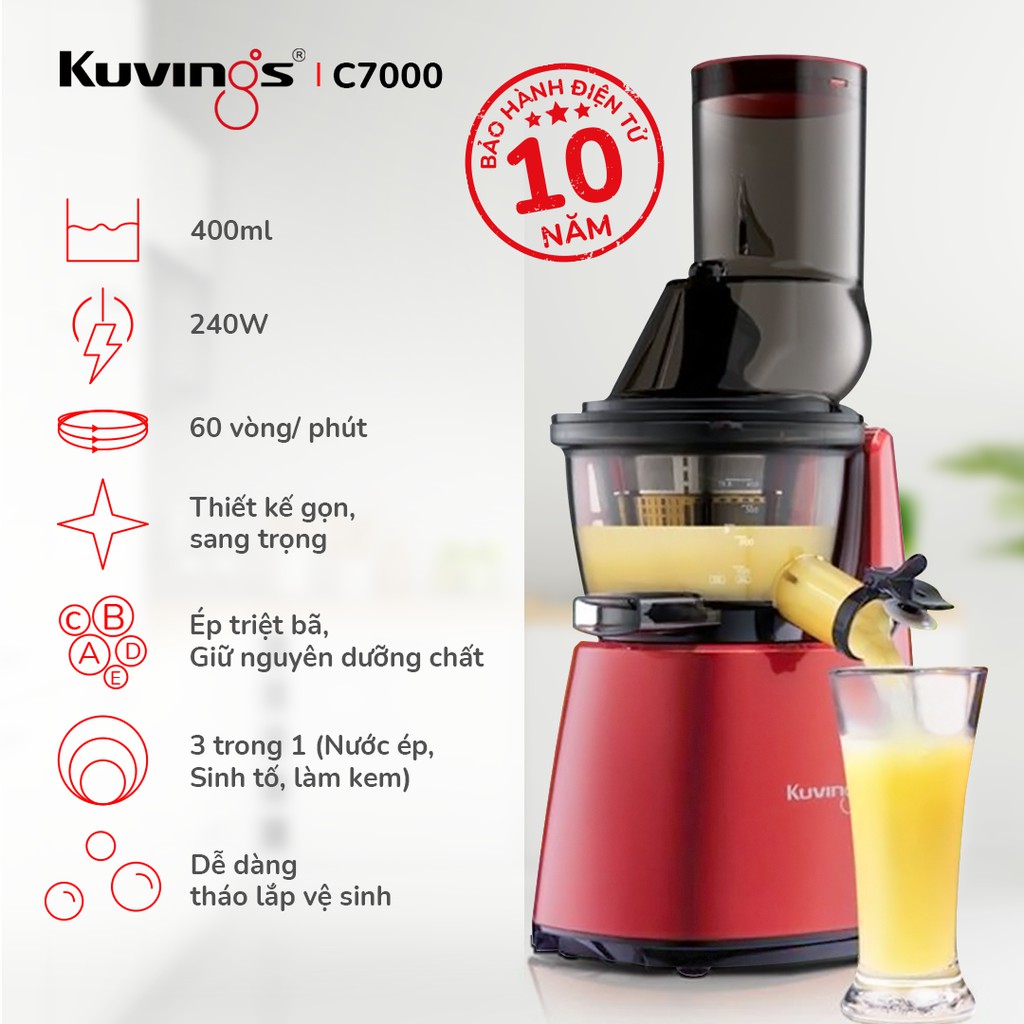 Kuvings® | C7000
BẢO HÀNH ĐIỆN TỬ
10
NĂM
400ml
240W
60 vòng/ phút
Thiết kế gọn,
sang trọng
C B
A D
E
Ép triệt bã,
Giữ nguyên dưỡng chất
3 trong 1 (Nước ép,
Sinh tố, làm kem)
Dễ dàng
tháo lắp vệ sinh
Kuving